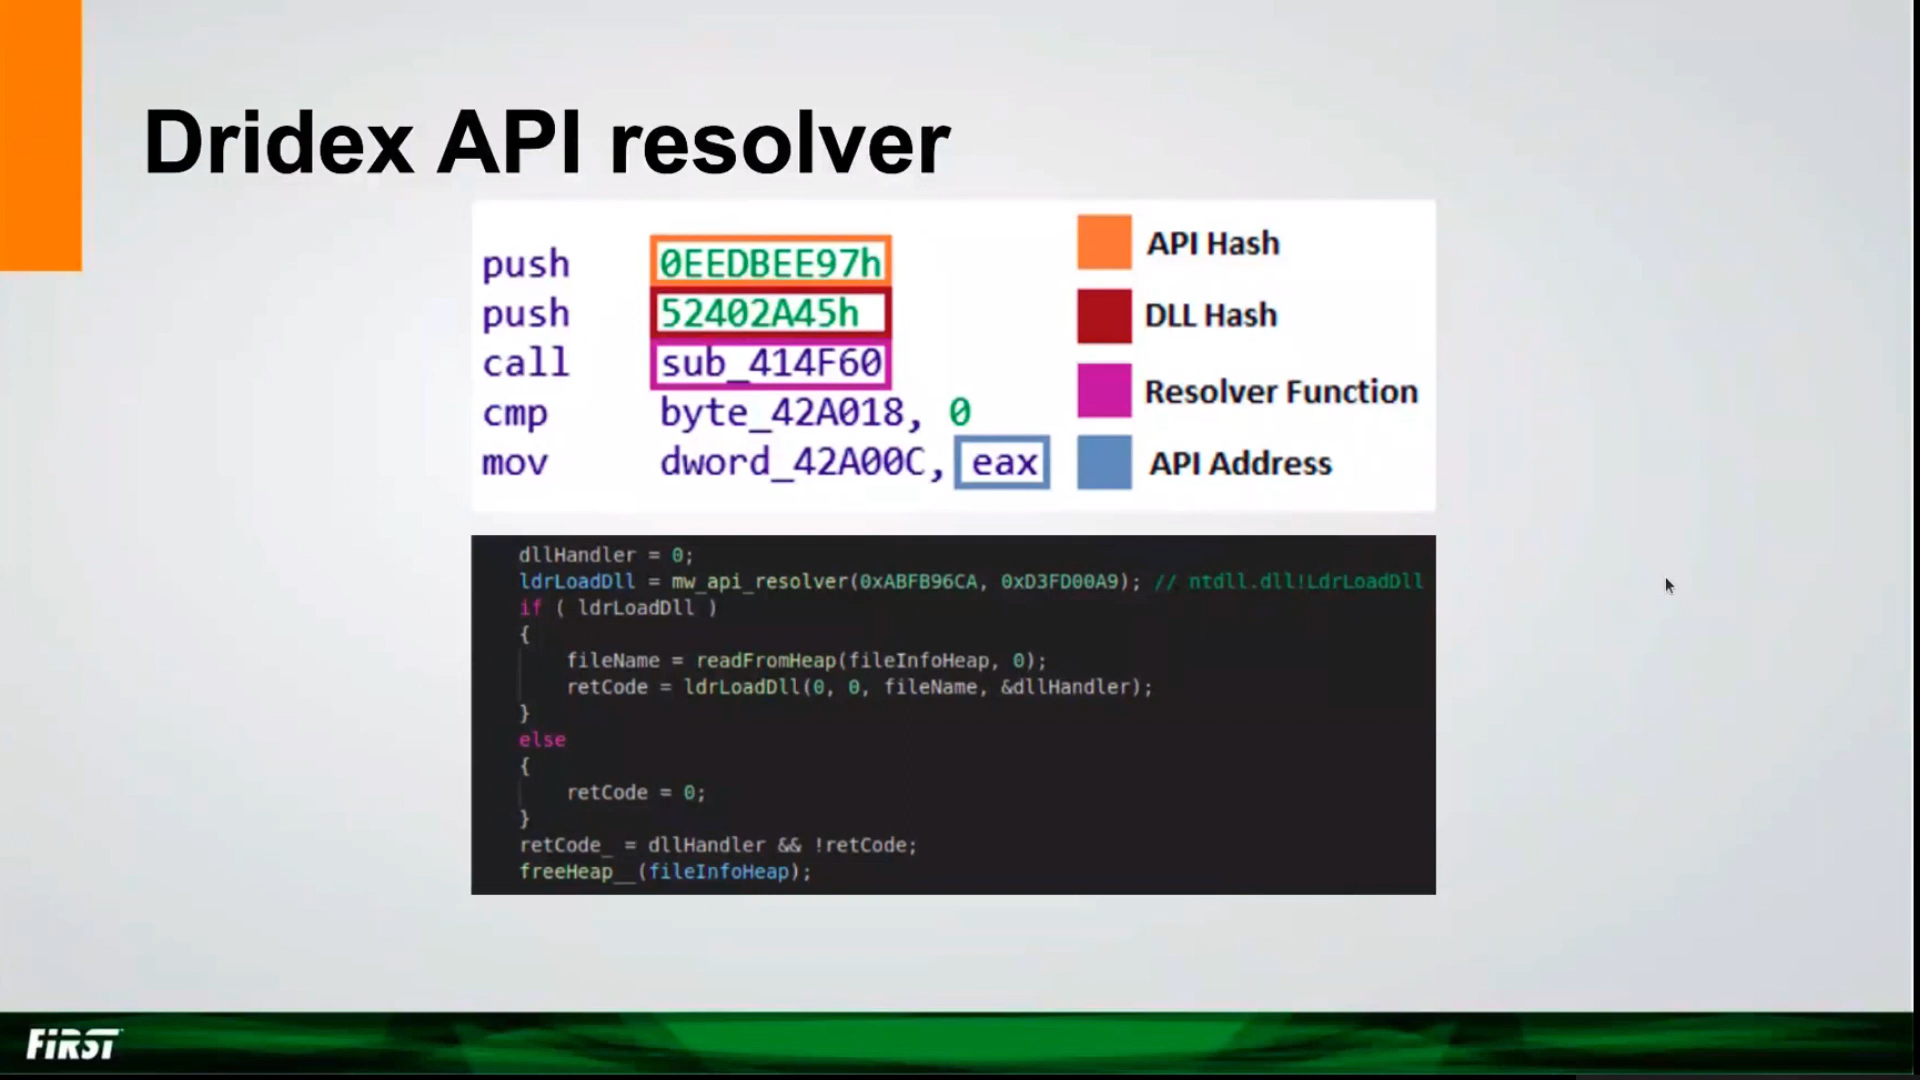 Dridex API resolver
push 0EEDBEE97h
push 52402A45h
call sub_414F60
cmp byte_42A018, 0
mov dword_42A00C, eax
API Hash
DLL Hash
Resolver Function
API Address
dllHandler = 0;
ldrLoadDll = mw_api_resolver(0xABFB96CA, 0xD3FD00A9); // ntdll.dll!LdrLoadDll
if ( ldrLoadDll )
{
fileName = readFromHeap(fileInfoHeap, 0);
retCode = ldrLoadDll(0, 0, fileName, &dllHandler);
}
else
{
retCode = 0;
}
retCode_ = dllHandler && !retCode;
freeHeap__(fileInfoHeap);
FiRST